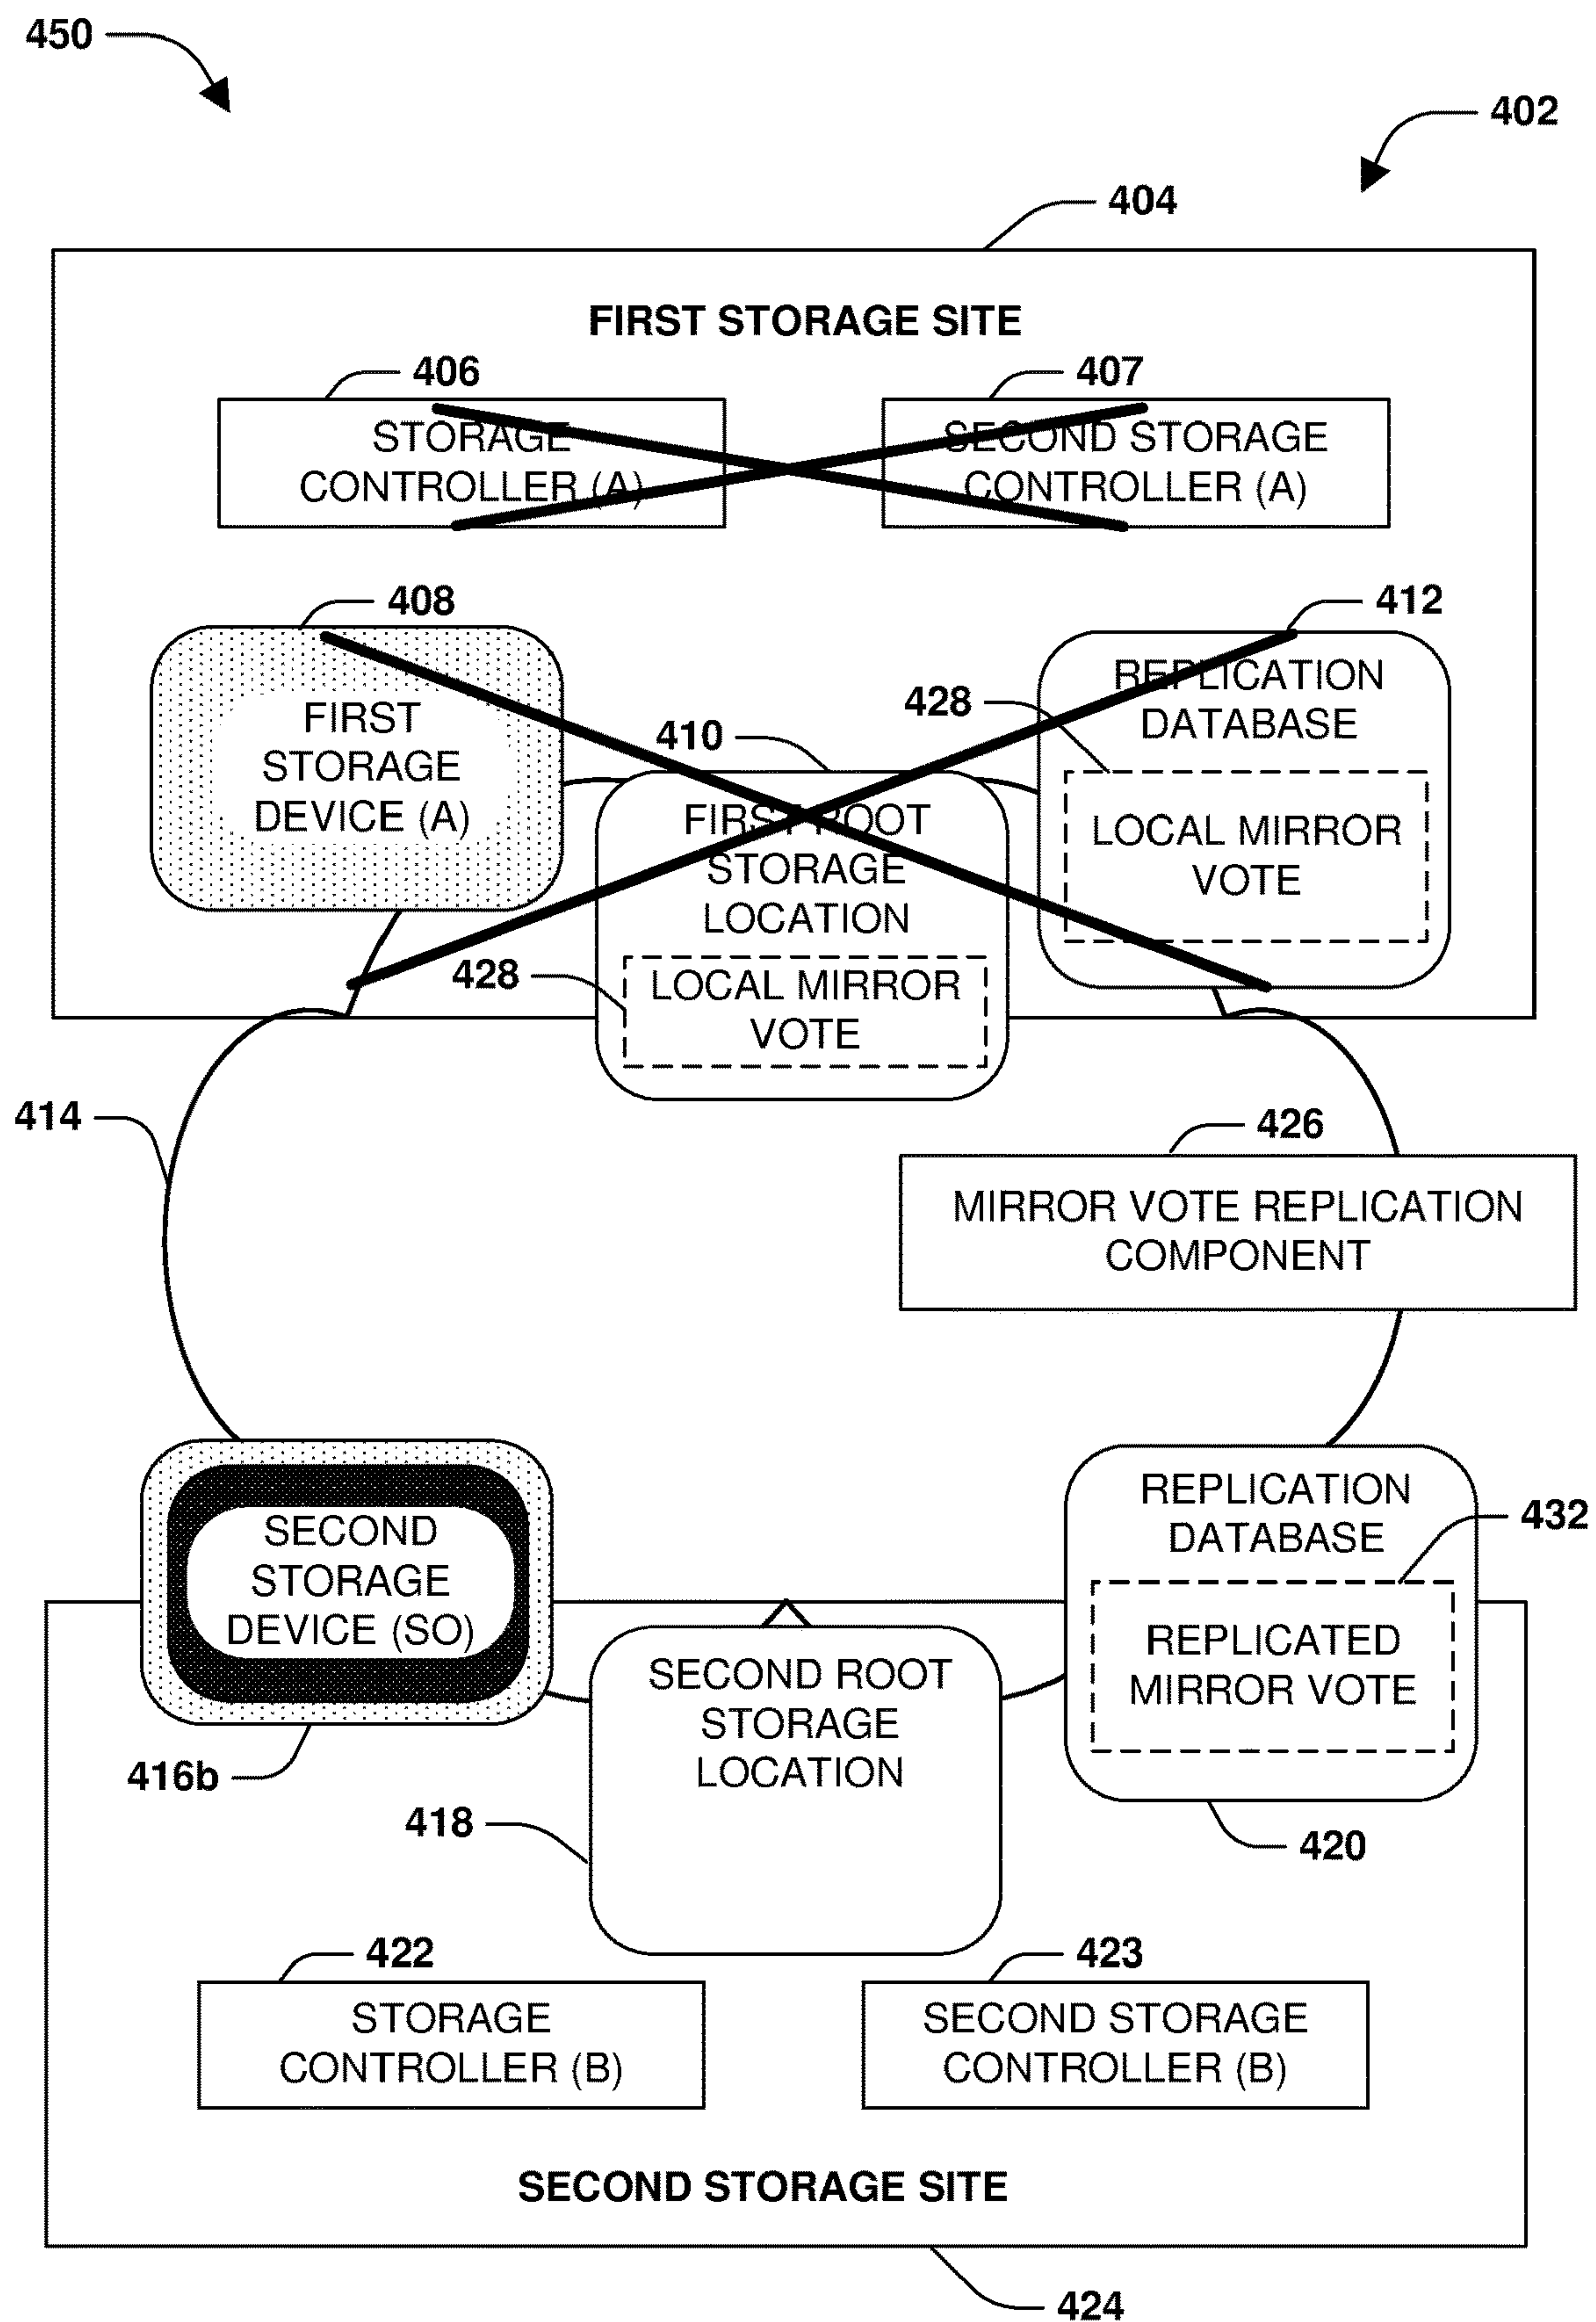 450
402
404
FIRST STORAGE SITE
406
407
STORAGE
CONTROLLER (A)
SECOND STORAGE
CONTROLLER (A)
408
412
FIRST
STORAGE
DEVICE (A)
REPLICATION
DATABASE
428
410
LOCAL MIRROR
VOTE
FIRST ROOT
STORAGE
LOCATION
428
LOCAL MIRROR
VOTE
414
426
MIRROR VOTE REPLICATION
COMPONENT
SECOND
STORAGE
DEVICE (SO)
REPLICATION
DATABASE
432
REPLICATED
MIRROR VOTE
SECOND ROOT
STORAGE
LOCATION
416b
418
420
422
423
STORAGE
CONTROLLER (B)
SECOND STORAGE
CONTROLLER (B)
SECOND STORAGE SITE
424